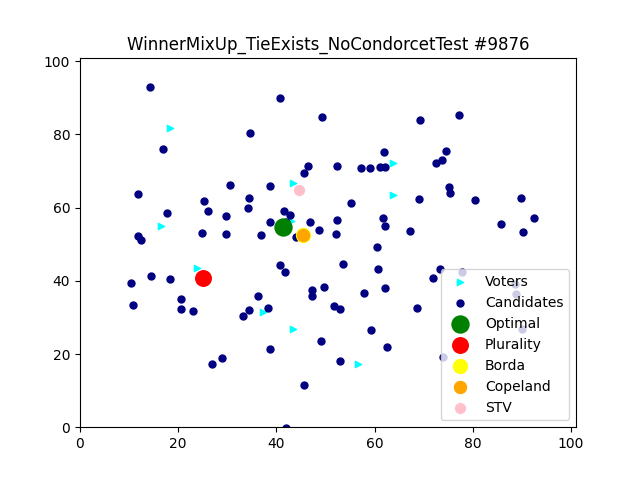 WinnerMixUp_TieExists_NoCondorcetTest #9876
100
80
60
40
20
0
0 20 40 60 80 100
Voters
Candidates
Optimal
Plurality
Borda
Copeland
STV